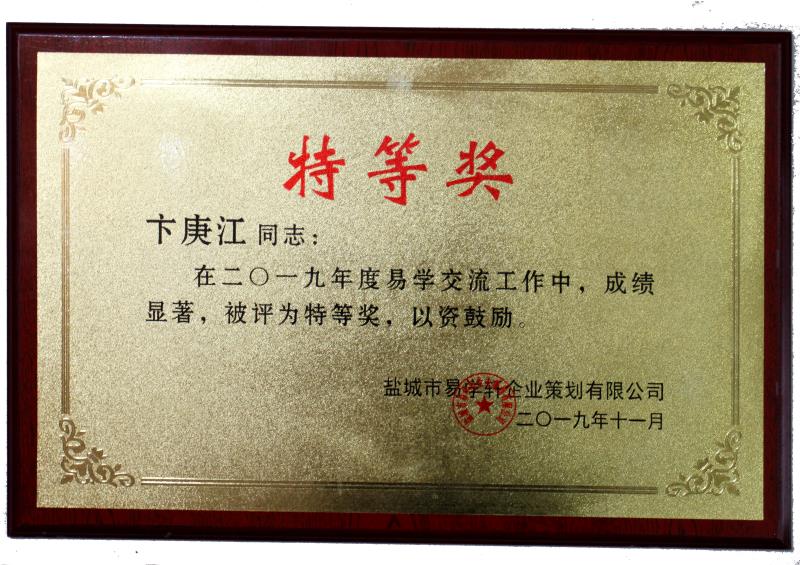 特等奖
卞庚江同志：
在二〇一九年度易学交流工作中，成绩
显著，被评为特等奖，以资鼓励。
盐城市易学轩企业策划有限公司
二〇一九年十一月